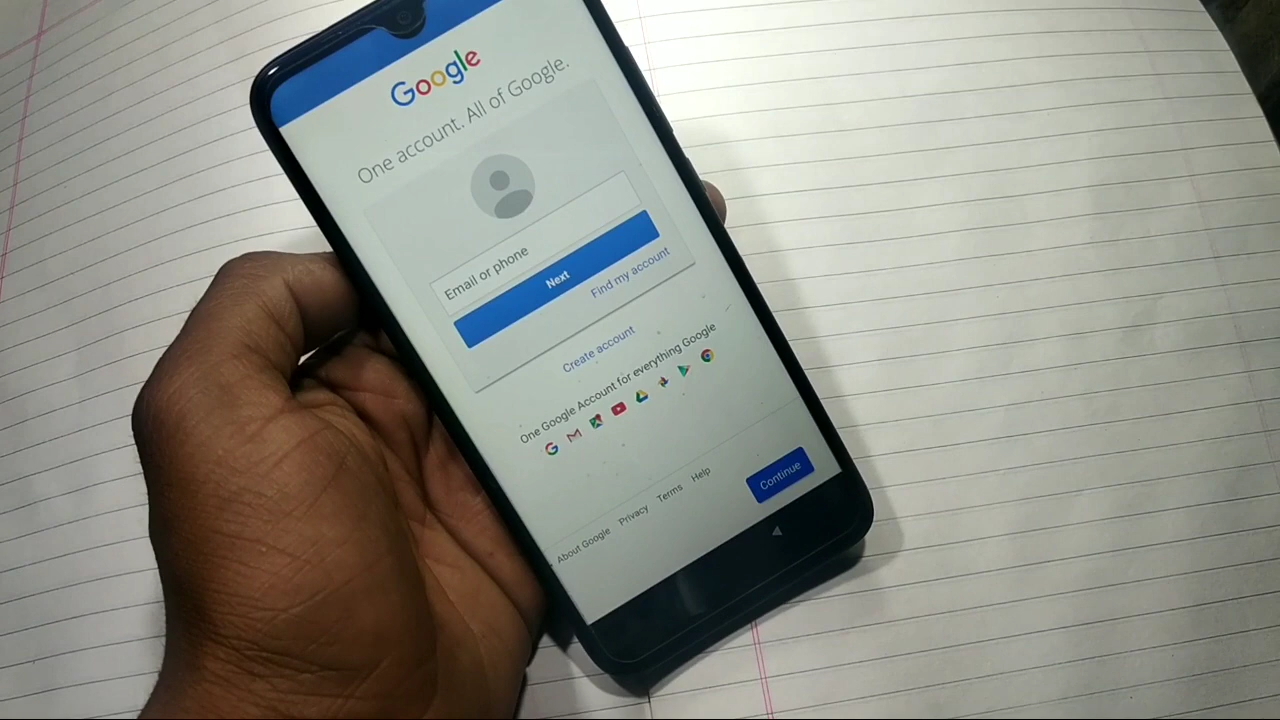 Google
One account. All of Google.
Email or phone
Next
Find my account
Create account
One Google Account for everything Google
About Google Privacy Terms Help
Continue